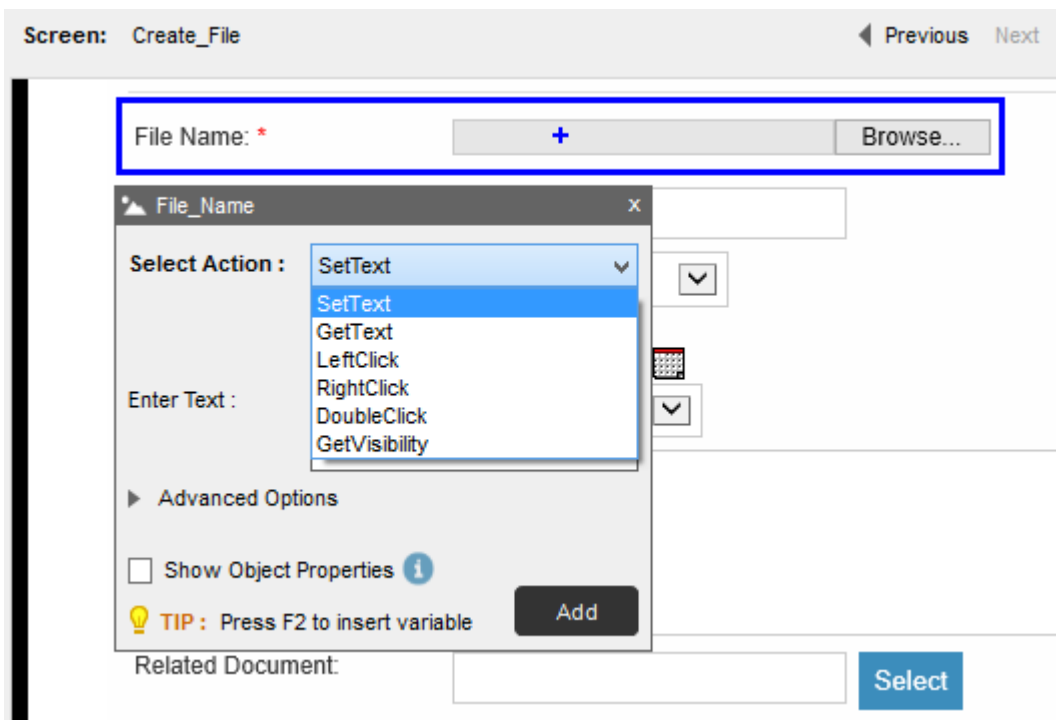 Screen: Create_File Previous Next
File Name: * Browse...
File_Name x
Select Action : SetText
SetText
GetText
LeftClick
RightClick
Enter Text :
DoubleClick
GetVisibility
Advanced Options
Show Object Properties i
TIP : Press F2 to insert variable Add
Related Document: Select